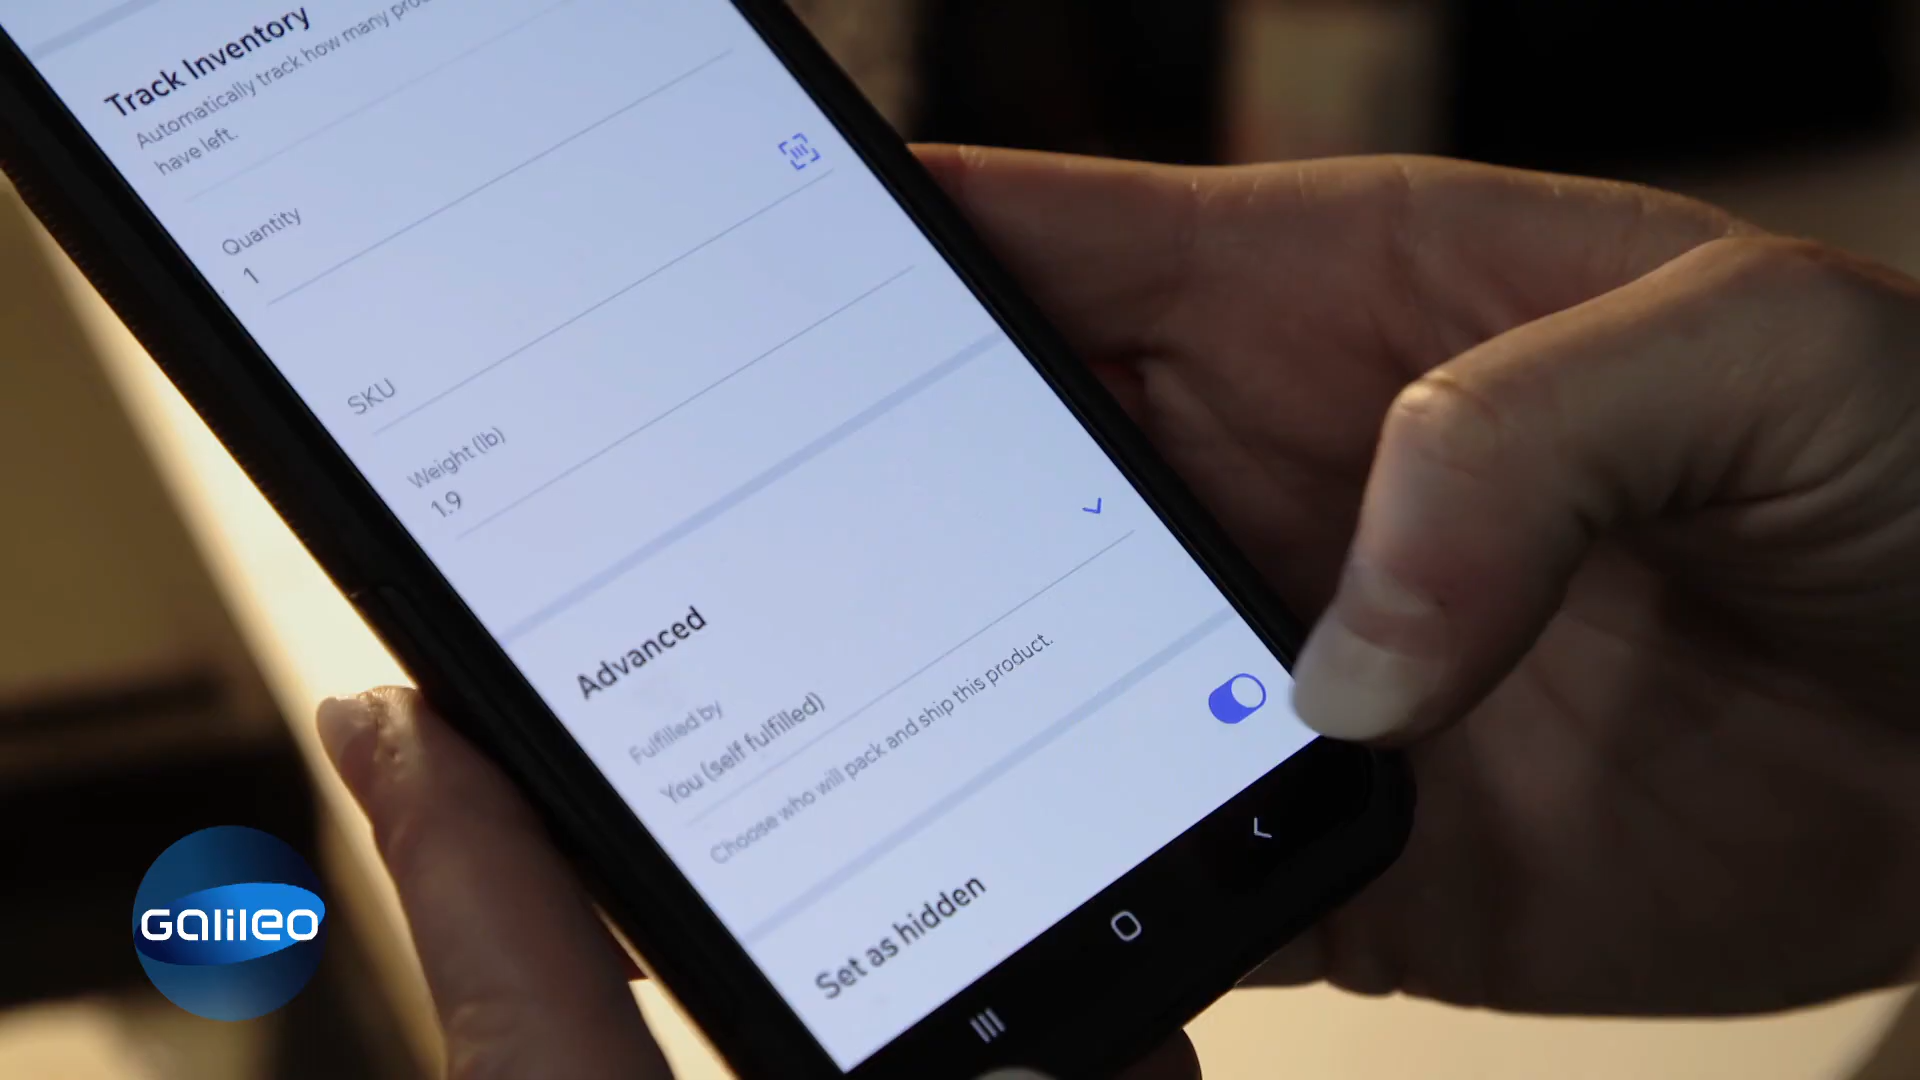 Track Inventory
Automatically track how many
have left.
Quantity
1
SKU
Weight (lb)
1.9
Advanced
Fulfilled by
You (self fulfilled)
Choose who will pack and ship this product.
Set as hidden
Galileo